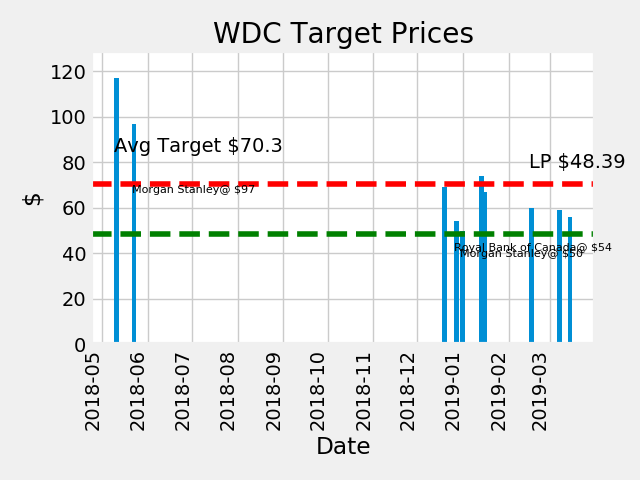 WDC Target Prices
120
100
80
60
40
20
0
$
Avg Target $70.3
LP $48.39
Morgan Stanley@ $97
Royal Bank of Canada@ $54
Morgan Stanley@ $50
2018-05
2018-06
2018-07
2018-08
2018-09
2018-10
2018-11
2018-12
2019-01
2019-02
2019-03
Date